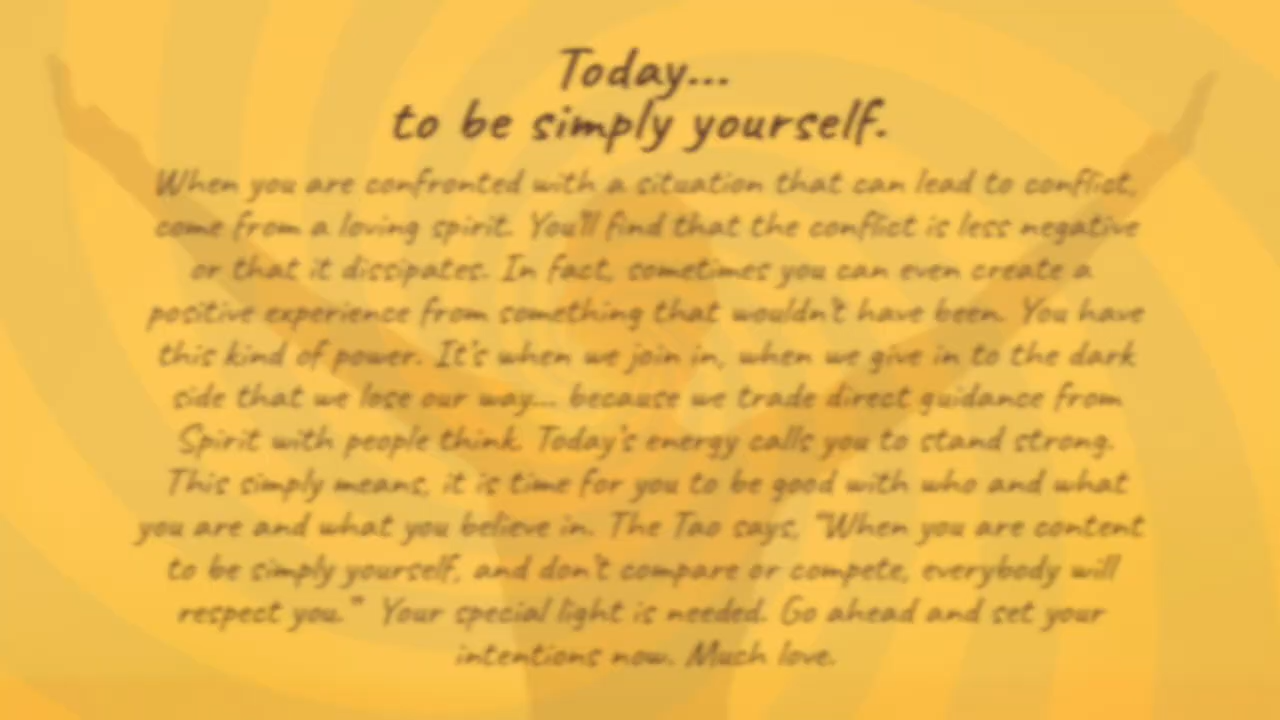 Today...
to be simply yourself.
When you are confronted with a situation that can lead to conflict,
come from a loving spirit. You'll find that the conflict is less negative
or that it dissipates. In fact, sometimes you can even create a
positive experience from something that wouldn't have been. You have
this kind of power. It's when we join in, when we give in to the dark
side that we lose our way... because we trade direct guidance from
Spirit with people think. Today's energy calls you to stand strong.
This simply means, it is time for you to be good with who and what
you are and what you believe in. The Tao says, "When you are content
to be simply yourself, and don't compare or compete, everybody will
respect you." Your special light is needed. Go ahead and set your
intentions now. Much love.